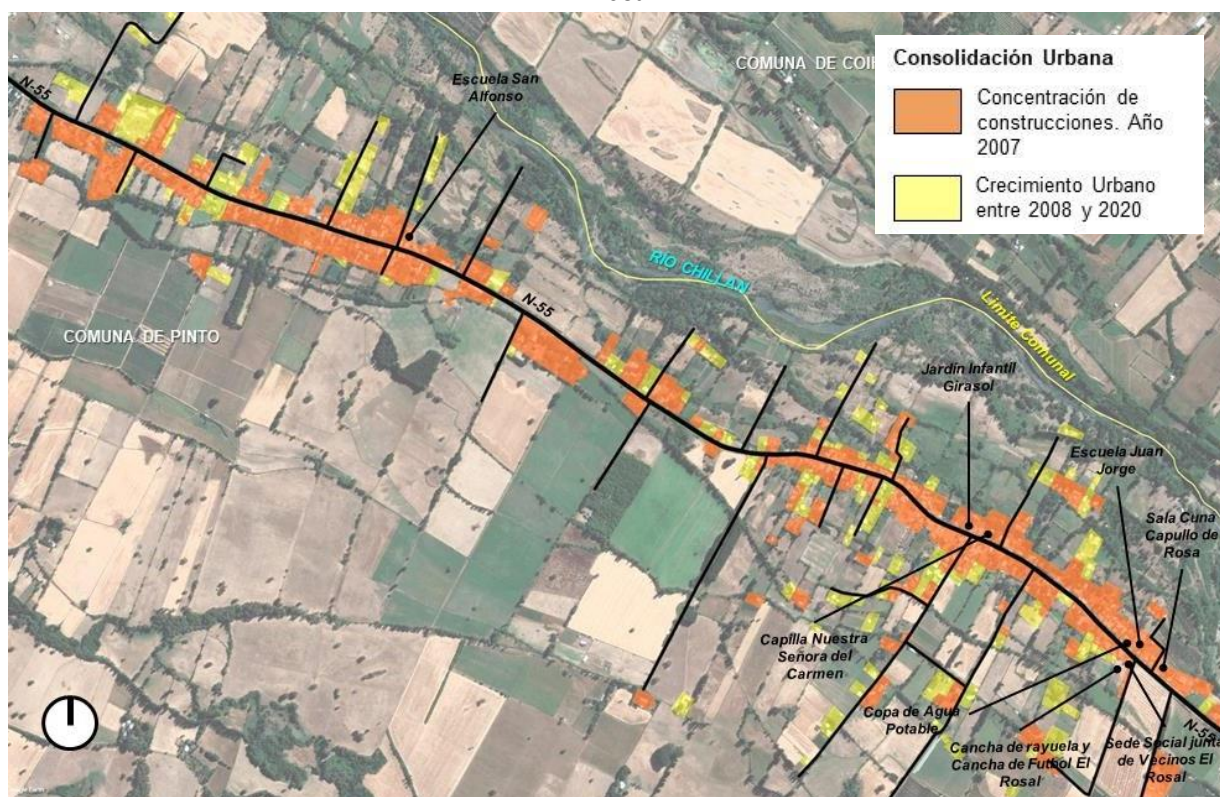 N-55
Escuela San
Alfonso
COMUNA DE COIH
Consolidación Urbana
Concentración de
construcciones. Año
2007
Crecimiento Urbano
entre 2008 y 2020
RIO CHILLAN
N-55
Límite Comunal
COMUNA DE PINTO
Jardín Infantil
Girasol
Escuela Juan
Jorge
Sala Cuna
Capullo de
Rosa
Capilla Nuestra
Señora del
Carmen
Copa de Agua
Potable
Cancha de rayuela y
Cancha de Futbol El
Rosal
Sede Social junta
de Vecinos El
Rosal
N-55